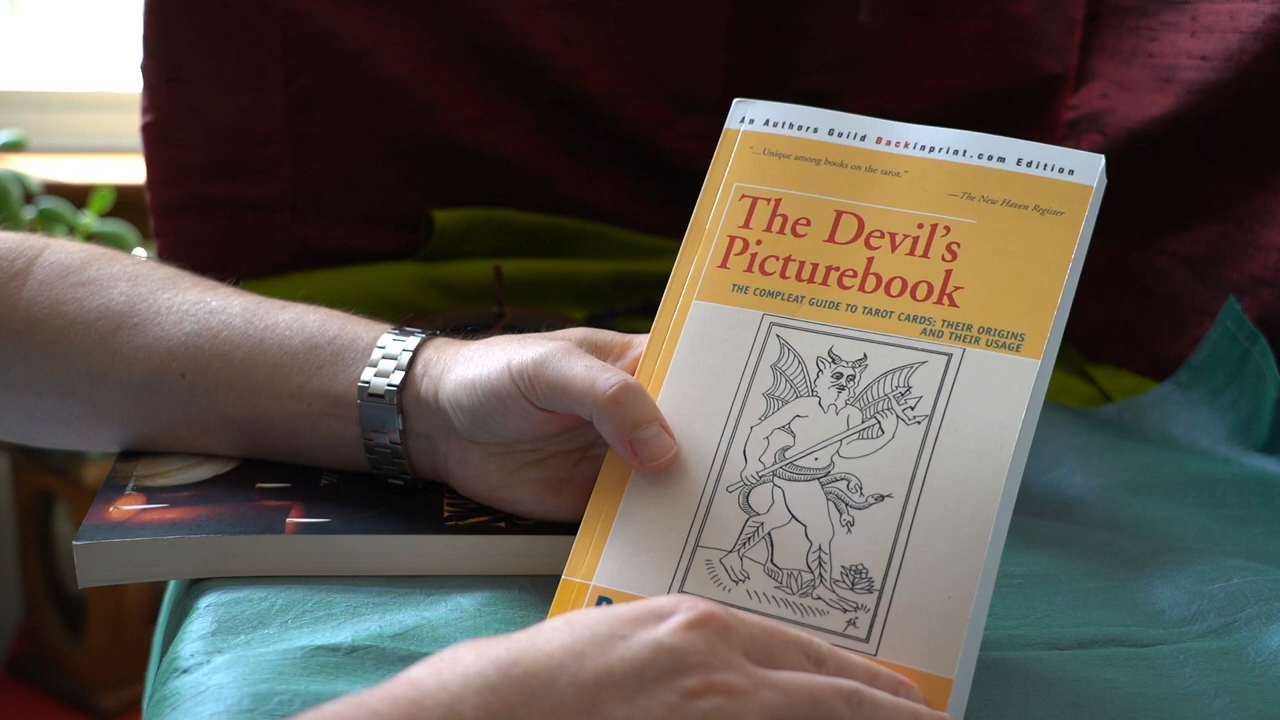 An Authors Guild Backinprint.com Edition
"...Unique among books on the tarot."
—The New Haven Register
The Devil's
Picturebook
THE COMPLEAT GUIDE TO TAROT CARDS: THEIR ORIGINS
AND THEIR USAGE